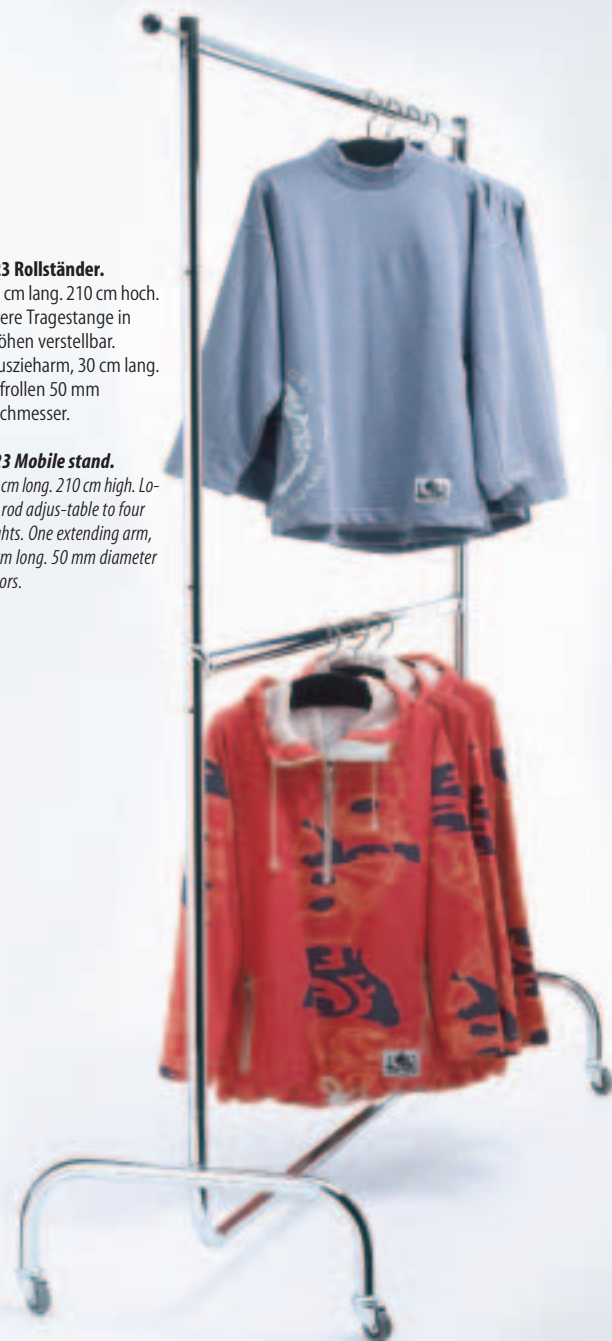 23 Rollständer.
cm lang. 210 cm hoch.
ere Tragestange in
öhen verstellbar.
uszieharm, 30 cm lang.
frollen 50 mm
chmesser.
23 Mobile stand.
cm long. 210 cm high. Lo-
rod adjus-table to four
hts. One extending arm,
m long. 50 mm diameter
ors.